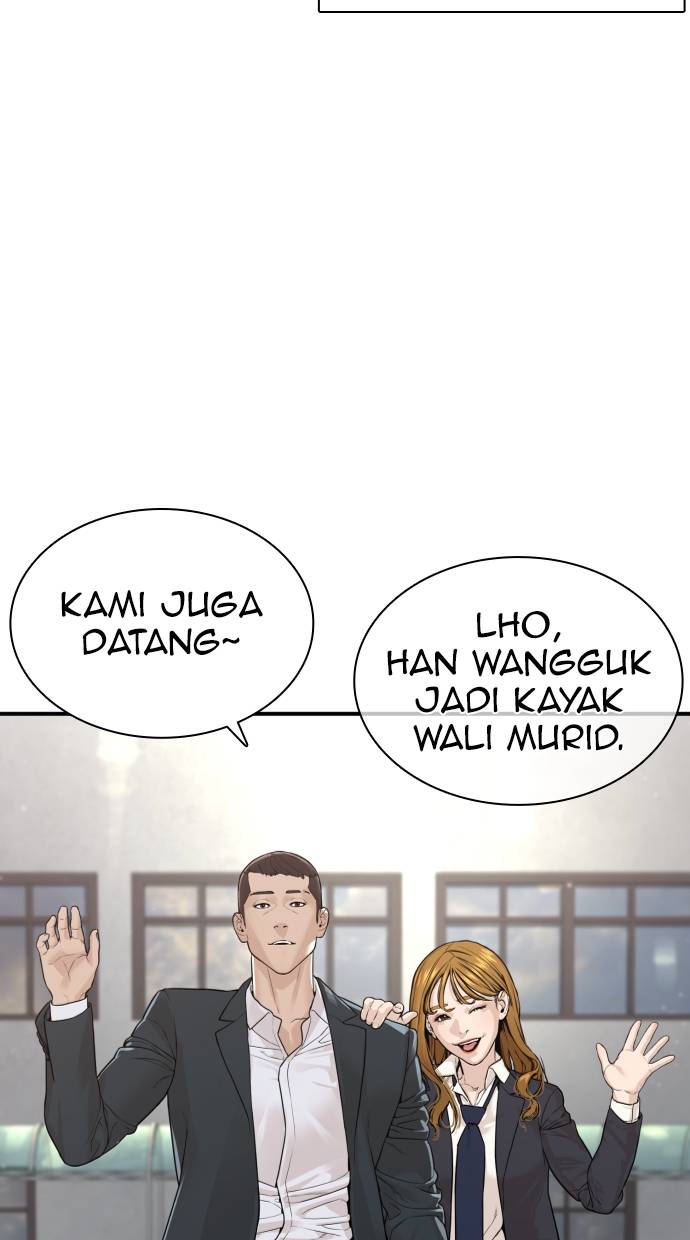 KAMI JUGA
DATANG~
LHO,
HAN WANGGUK
JADI KAYAK
WALI MURID.